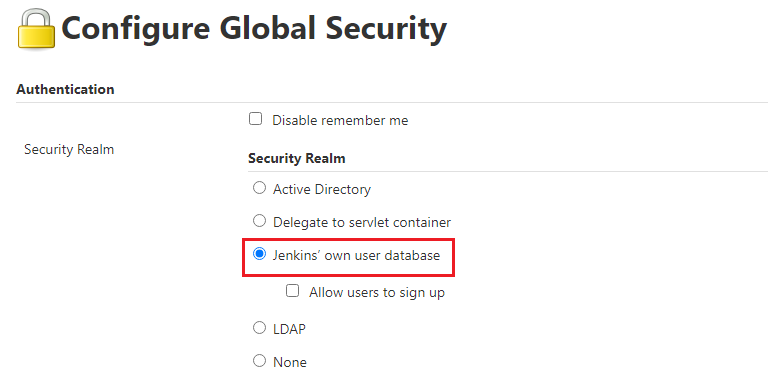 Configure Global Security
Authentication
Disable remember me
Security Realm
Security Realm
Active Directory
Delegate to servlet container
Jenkins’ own user database
Allow users to sign up
LDAP
None